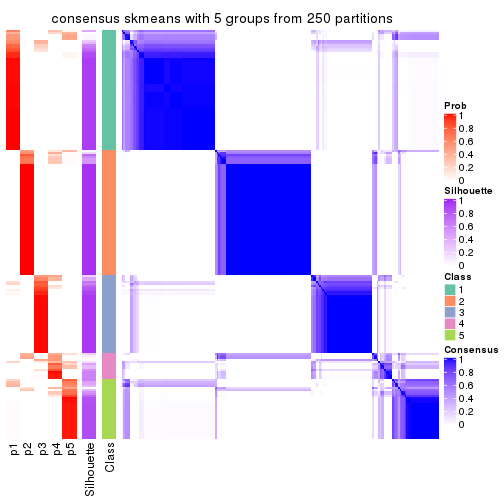 consensus skmeans with 5 groups from 250 partitions
Prob
1
0.8
0.6
0.4
0.2
0
Silhouette
1
0.8
0.6
0.4
0.2
0
Class
1
2
3
4
5
Consensus
1
0.8
0.6
0.4
0.2
0
p1
p2
p3
p4
p5
Silhouette
Class